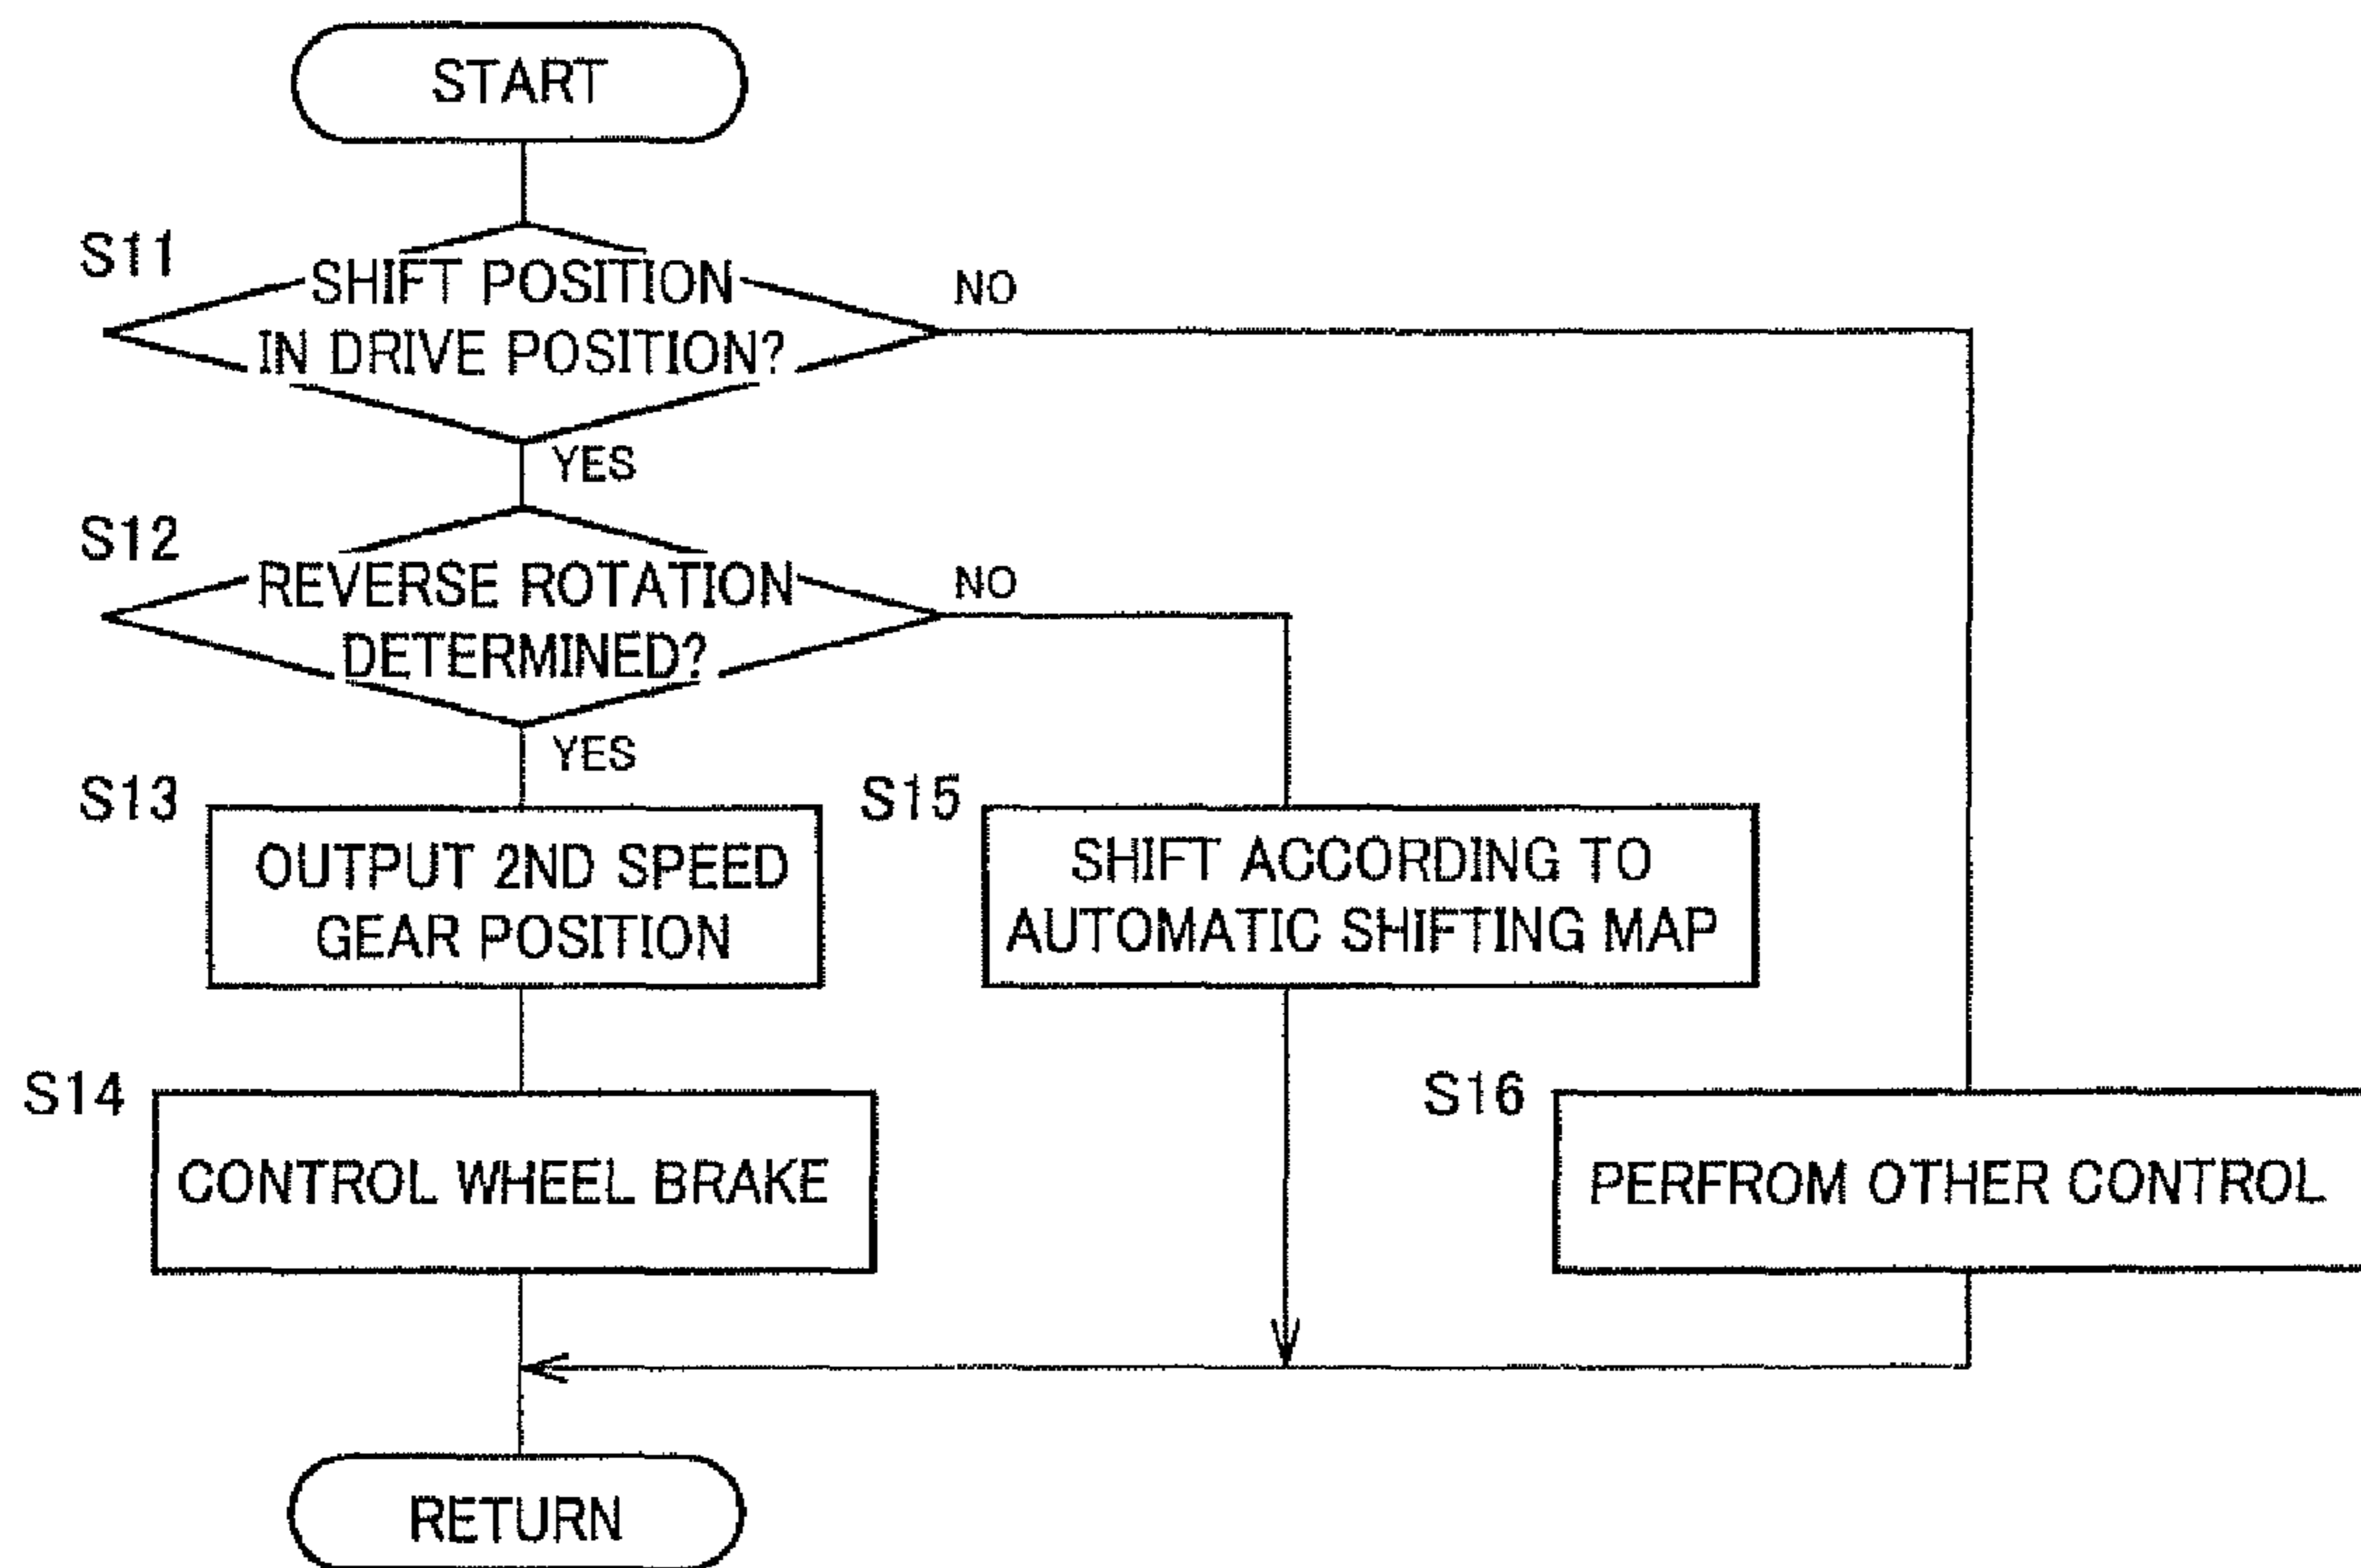 START
S11
SHIFT POSITION
IN DRIVE POSITION?
NO
YES
S12
REVERSE ROTATION
DETERMINED?
NO
YES
S13
OUTPUT 2ND SPEED
GEAR POSITION
S15
SHIFT ACCORDING TO
AUTOMATIC SHIFTING MAP
S14
CONTROL WHEEL BRAKE
S16
PERFROM OTHER CONTROL
RETURN